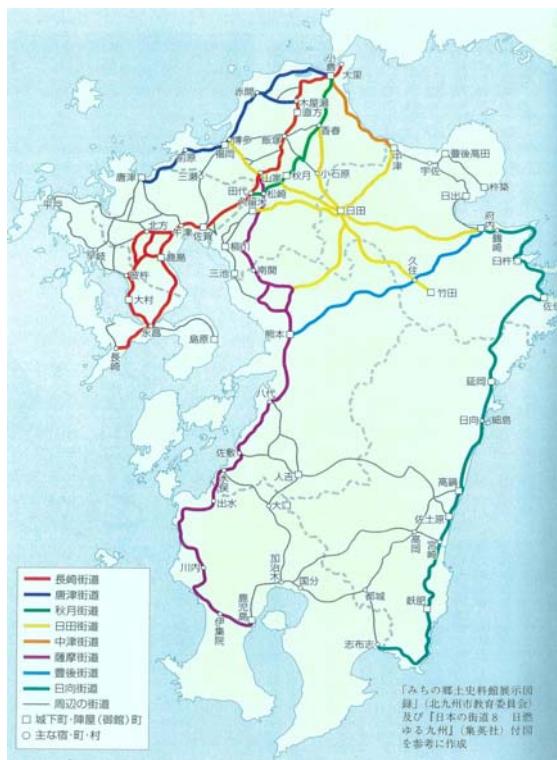 小倉
大里
赤間
木屋瀬
直方
博多
福岡
飯塚
香春
中津
前原
唐津
三瀬
山家
秋月
小石原
宇佐
豊後高田
日出
杵築
田代
松崎
久留米
日田
平戸
北方
牛津
佐賀
府内
鶴崎
早岐
鹿島
柳川
三池
南関
久住
竹田
臼杵
佐伯
彼杵
大村
永昌
島原
長崎
熊本
延岡
八代
日向
細島
佐敷
人吉
水俣
出水
大口
高鍋
佐土原
高岡
宮崎
川内
加治木
国分
鹿児島
都城
飫肥
伊集院
志布志
長崎街道
唐津街道
秋月街道
日田街道
中津街道
薩摩街道
豊後街道
日向街道
周辺の街道
城下町・陣屋(御館)町
主な宿・町・村
「みちの郷土史料館展示図
録」(北九州市教育委員会)
及び『日本の街道8　日燃
ゆる九州』(集英社)付図
を参考に作成